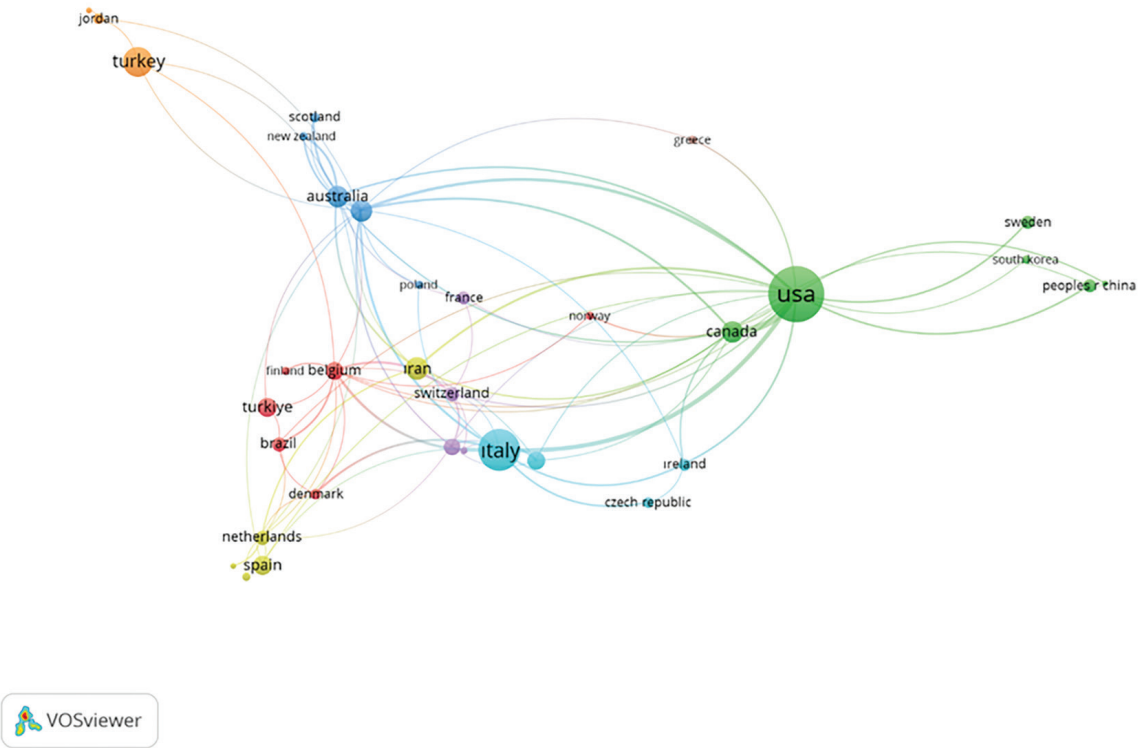 jordan
turkey
scotland
new zealand
greece
australia
sweden
south korea
peoples r china
poland
france
usa
norway
canada
finland
belgium
iran
switzerland
turkiye
brazil
italy
ireland
denmark
czech republic
netherlands
spain
VOSviewer